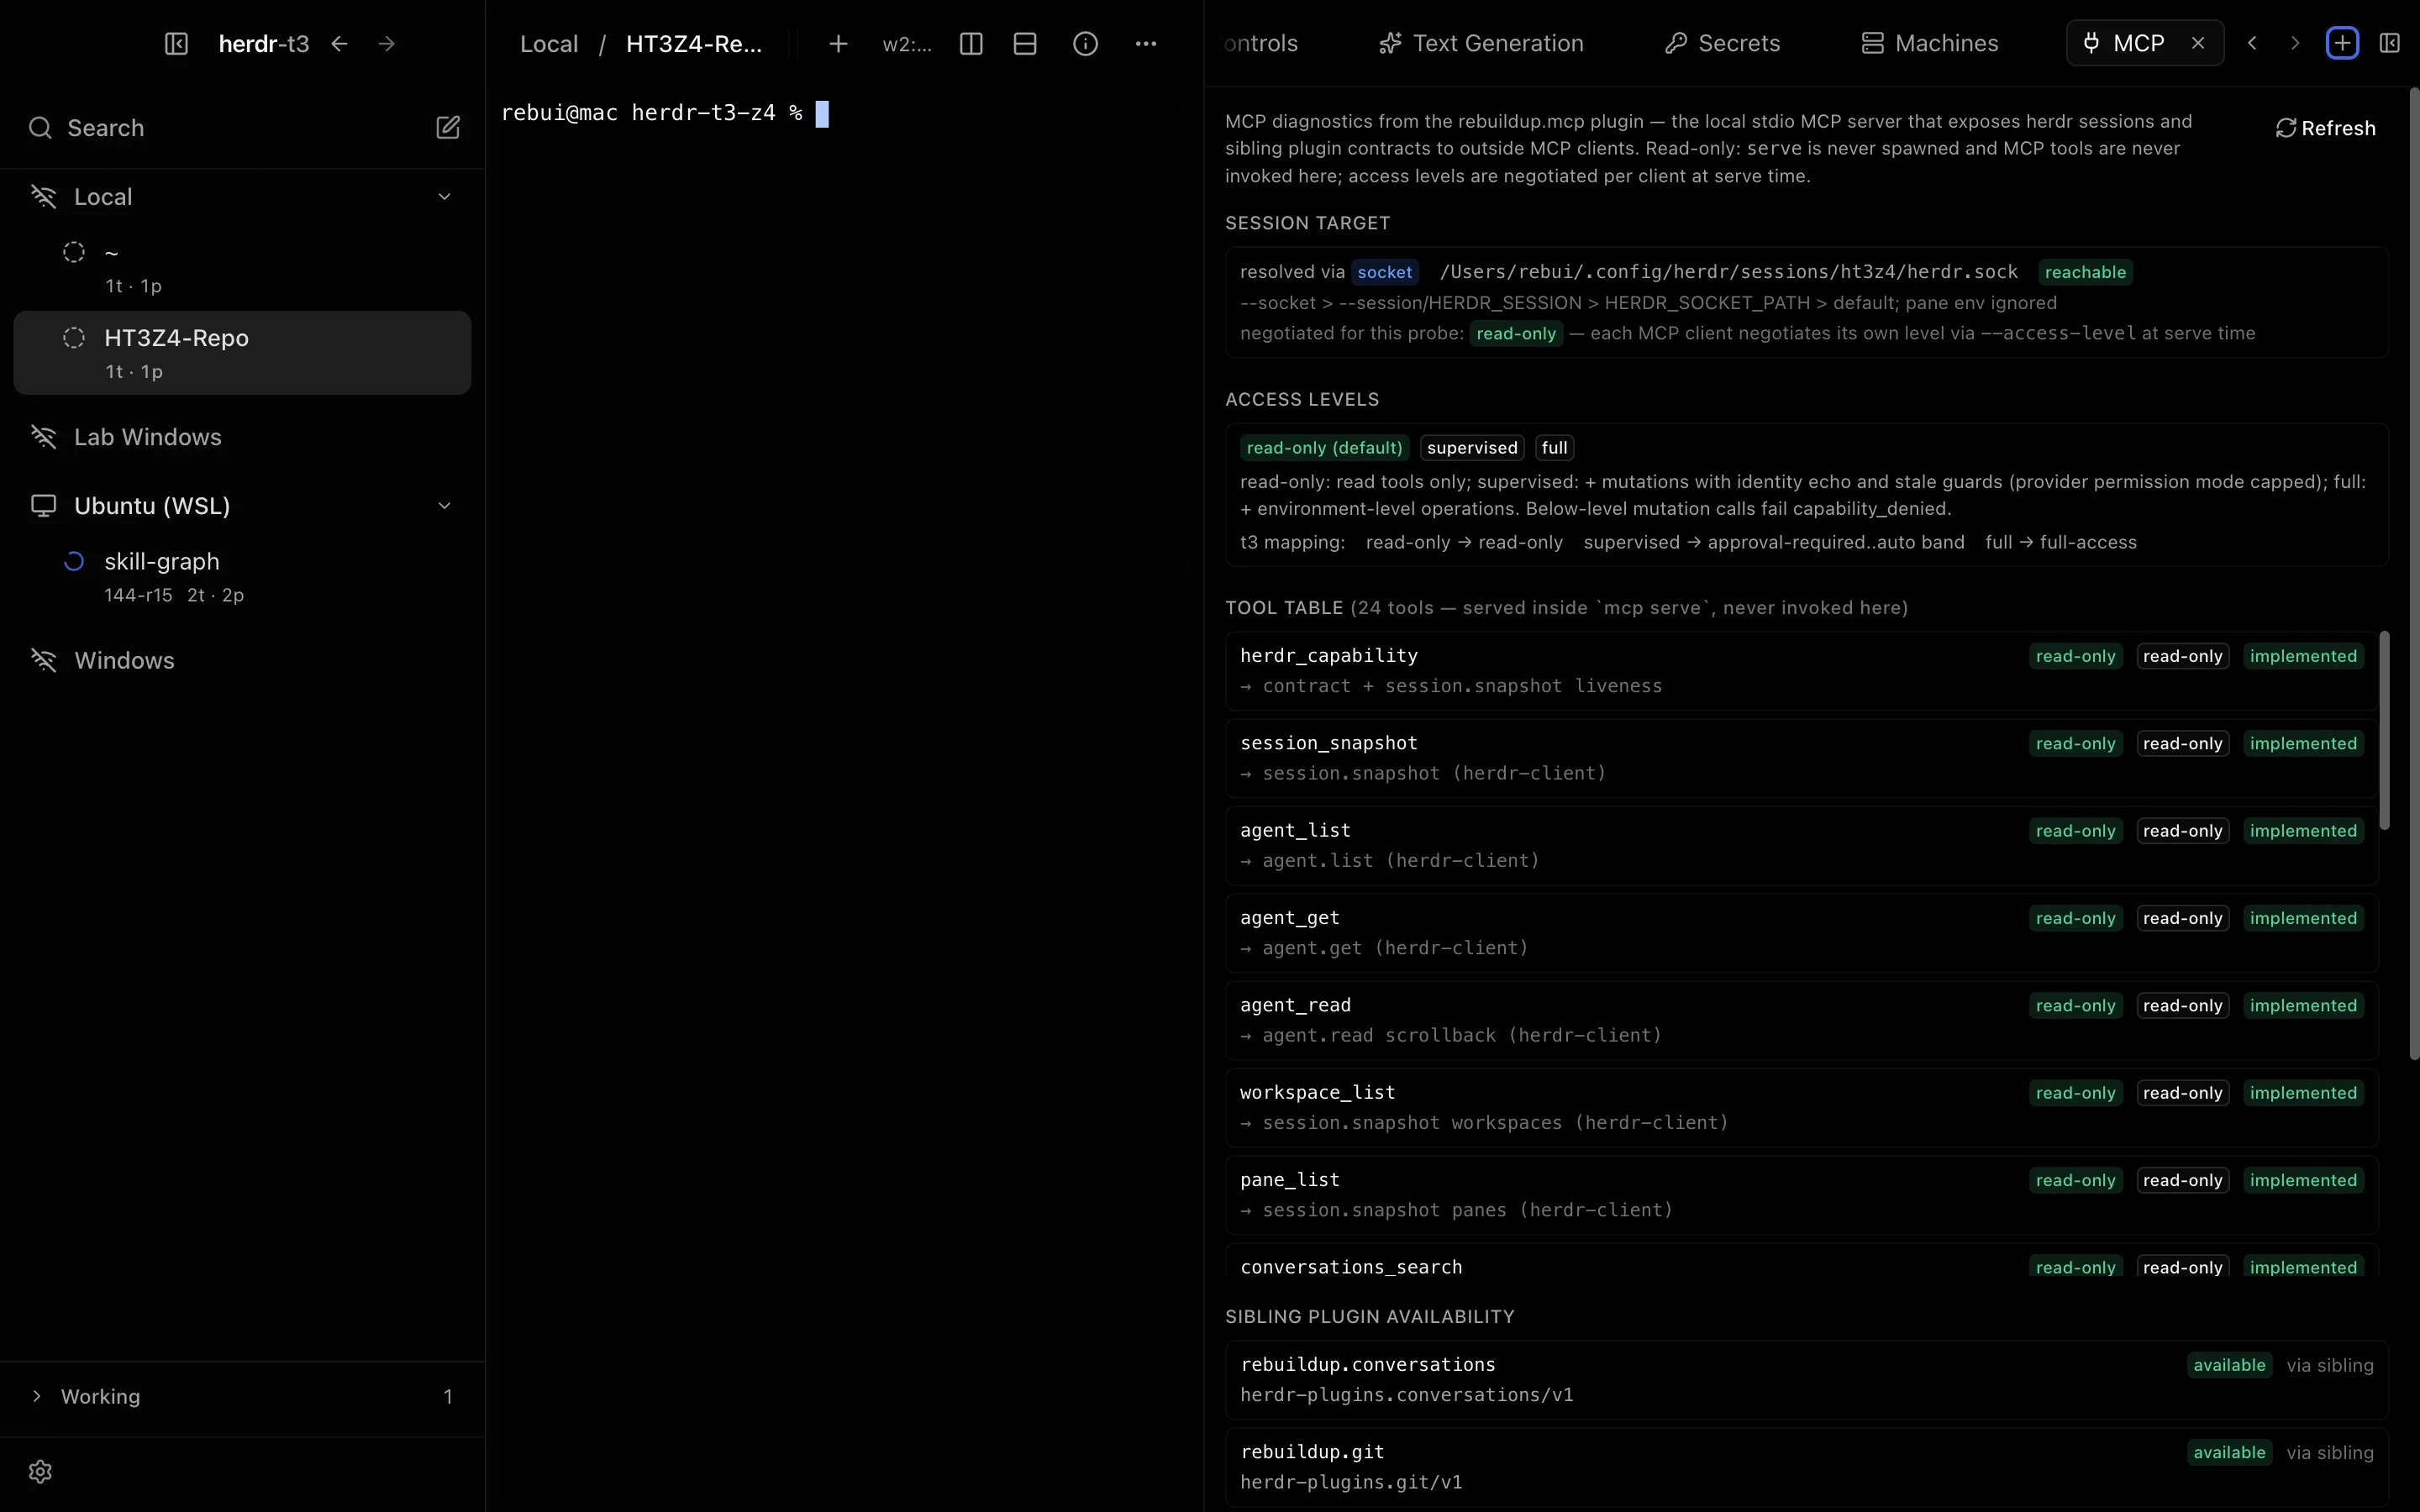 herdr-t3
Search
Local
~
1t · 1p
HT3Z4-Repo
1t · 1p
Lab Windows
Ubuntu (WSL)
skill-graph
144-r15 2t · 2p
Windows
Working 1
Local / HT3Z4-Re... w2:...
rebui@mac herdr-t3-z4 %
ontrols Text Generation Secrets Machines MCP
MCP diagnostics from the rebuildup.mcp plugin — the local stdio MCP server that exposes herdr sessions and
sibling plugin contracts to outside MCP clients. Read-only: serve is never spawned and MCP tools are never
invoked here; access levels are negotiated per client at serve time.
Refresh
SESSION TARGET
resolved via socket /Users/rebui/.config/herdr/sessions/ht3z4/herdr.sock reachable
--socket > --session/HERDR_SESSION > HERDR_SOCKET_PATH > default; pane env ignored
negotiated for this probe: read-only — each MCP client negotiates its own level via --access-level at serve time
ACCESS LEVELS
read-only (default) supervised full
read-only: read tools only; supervised: + mutations with identity echo and stale guards (provider permission mode capped); full:
+ environment-level operations. Below-level mutation calls fail capability_denied.
t3 mapping: read-only → read-only supervised → approval-required..auto band full → full-access
TOOL TABLE (24 tools — served inside `mcp serve`, never invoked here)
herdr_capability read-only read-only implemented
→ contract + session.snapshot liveness
session_snapshot read-only read-only implemented
→ session.snapshot (herdr-client)
agent_list read-only read-only implemented
→ agent.list (herdr-client)
agent_get read-only read-only implemented
→ agent.get (herdr-client)
agent_read read-only read-only implemented
→ agent.read scrollback (herdr-client)
workspace_list read-only read-only implemented
→ session.snapshot workspaces (herdr-client)
pane_list read-only read-only implemented
→ session.snapshot panes (herdr-client)
conversations_search read-only read-only implemented
SIBLING PLUGIN AVAILABILITY
rebuildup.conversations available via sibling
herdr-plugins.conversations/v1
rebuildup.git available via sibling
herdr-plugins.git/v1